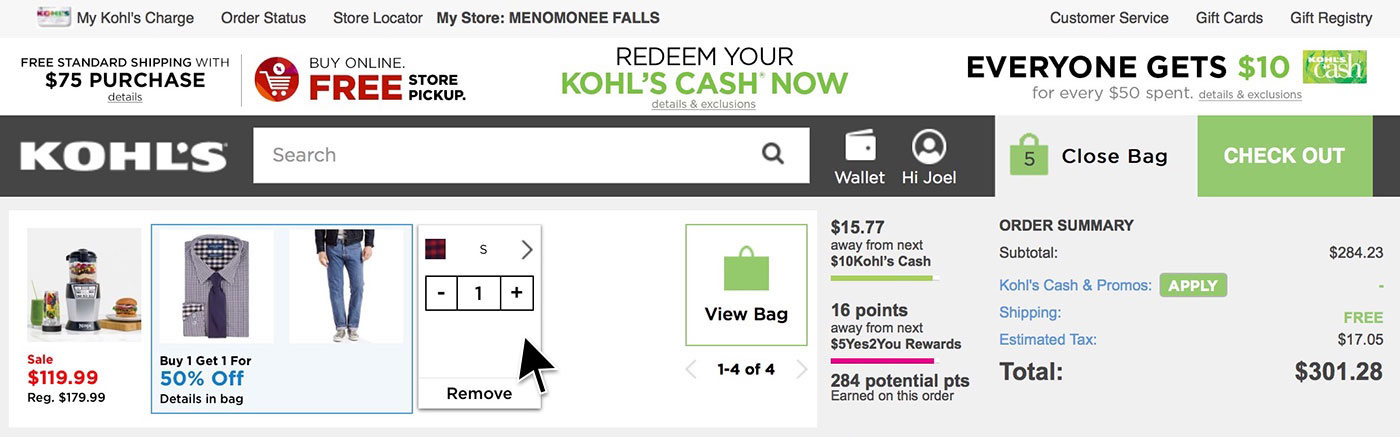 My Kohl's Charge Order Status Store Locator My Store: MENOMONEE FALLS Customer Service Gift Cards Gift Registry
FREE STANDARD SHIPPING WITH
$75 PURCHASE
details
BUY ONLINE.
FREE STORE PICKUP.
REDEEM YOUR
KOHL'S CASH® NOW
details & exclusions
EVERYONE GETS $10 KOHL'S cash
for every $50 spent. details & exclusions
KOHL'S
Search
Wallet
Hi Joel
5 Close Bag
CHECK OUT
Sale
$119.99
Reg. $179.99
Buy 1 Get 1 For
50% Off
Details in bag
S
- 1 +
Remove
View Bag
1-4 of 4
$15.77
away from next
$10Kohl's Cash
16 points
away from next
$5Yes2You Rewards
284 potential pts
Earned on this order
ORDER SUMMARY
Subtotal: $284.23
Kohl's Cash & Promos: APPLY -
Shipping: FREE
Estimated Tax: $17.05
Total: $301.28